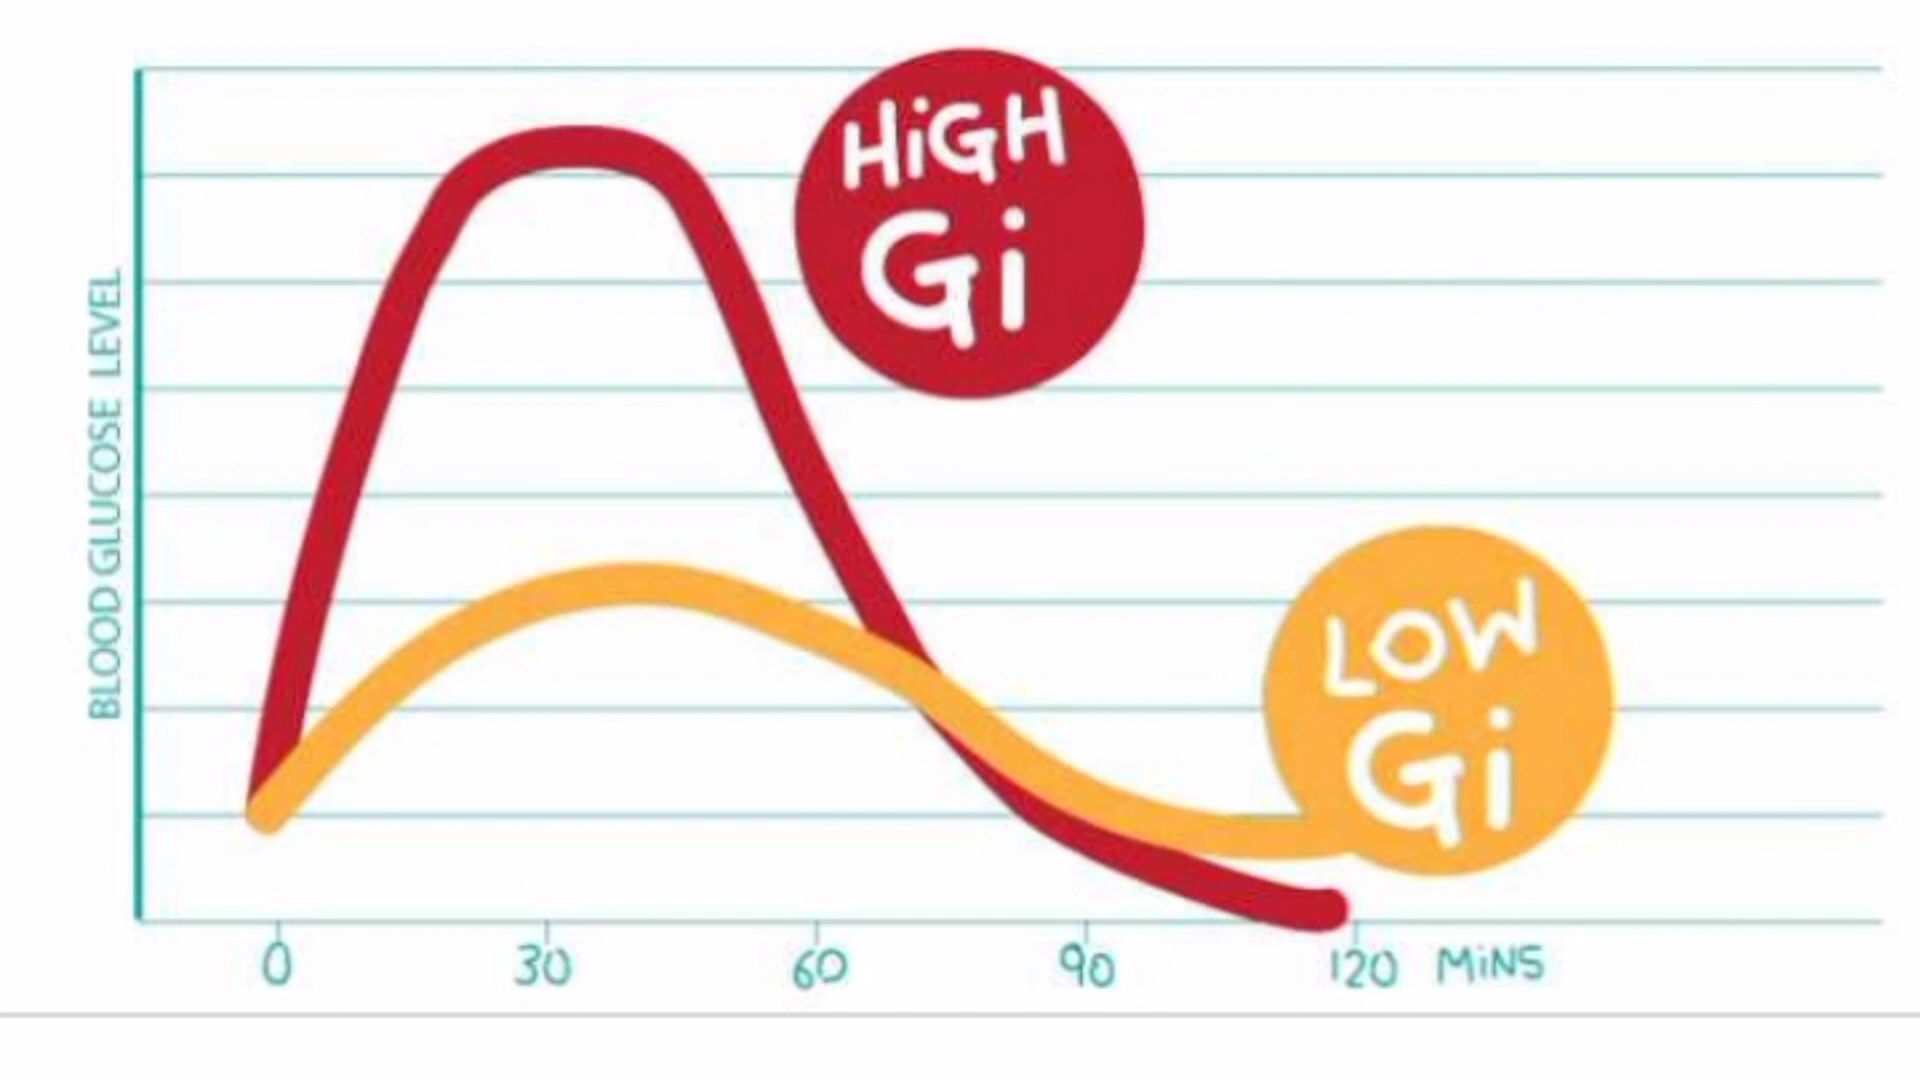 HiGH
Gi
BLOOD GLUCOSE LEVEL
LOW
Gi
0 30 60 90 120 MiNS